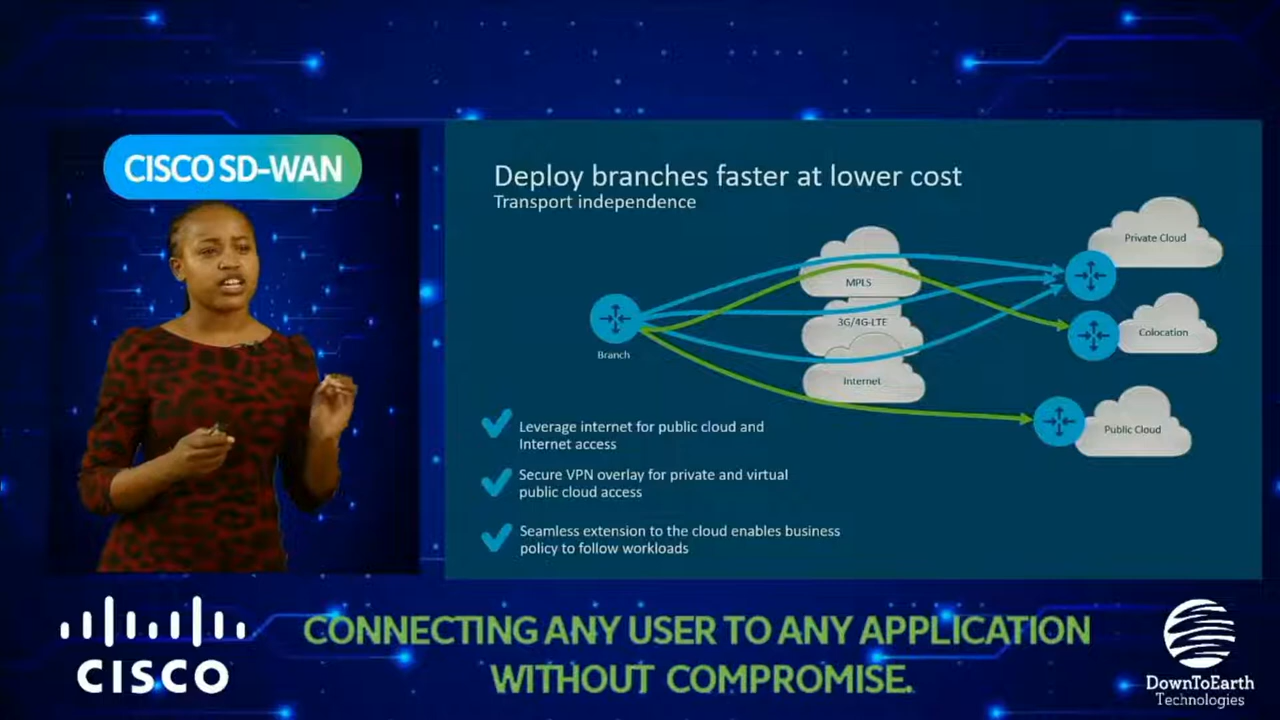 CISCO SD-WAN
Deploy branches faster at lower cost
Transport independence
Private Cloud
MPLS
3G/4G-LTE
Colocation
Branch
Internet
Public Cloud
Leverage internet for public cloud and
Internet access
Secure VPN overlay for private and virtual
public cloud access
Seamless extension to the cloud enables business
policy to follow workloads
CISCO
CONNECTING ANY USER TO ANY APPLICATION
WITHOUT COMPROMISE.
DownToEarth
Technologies